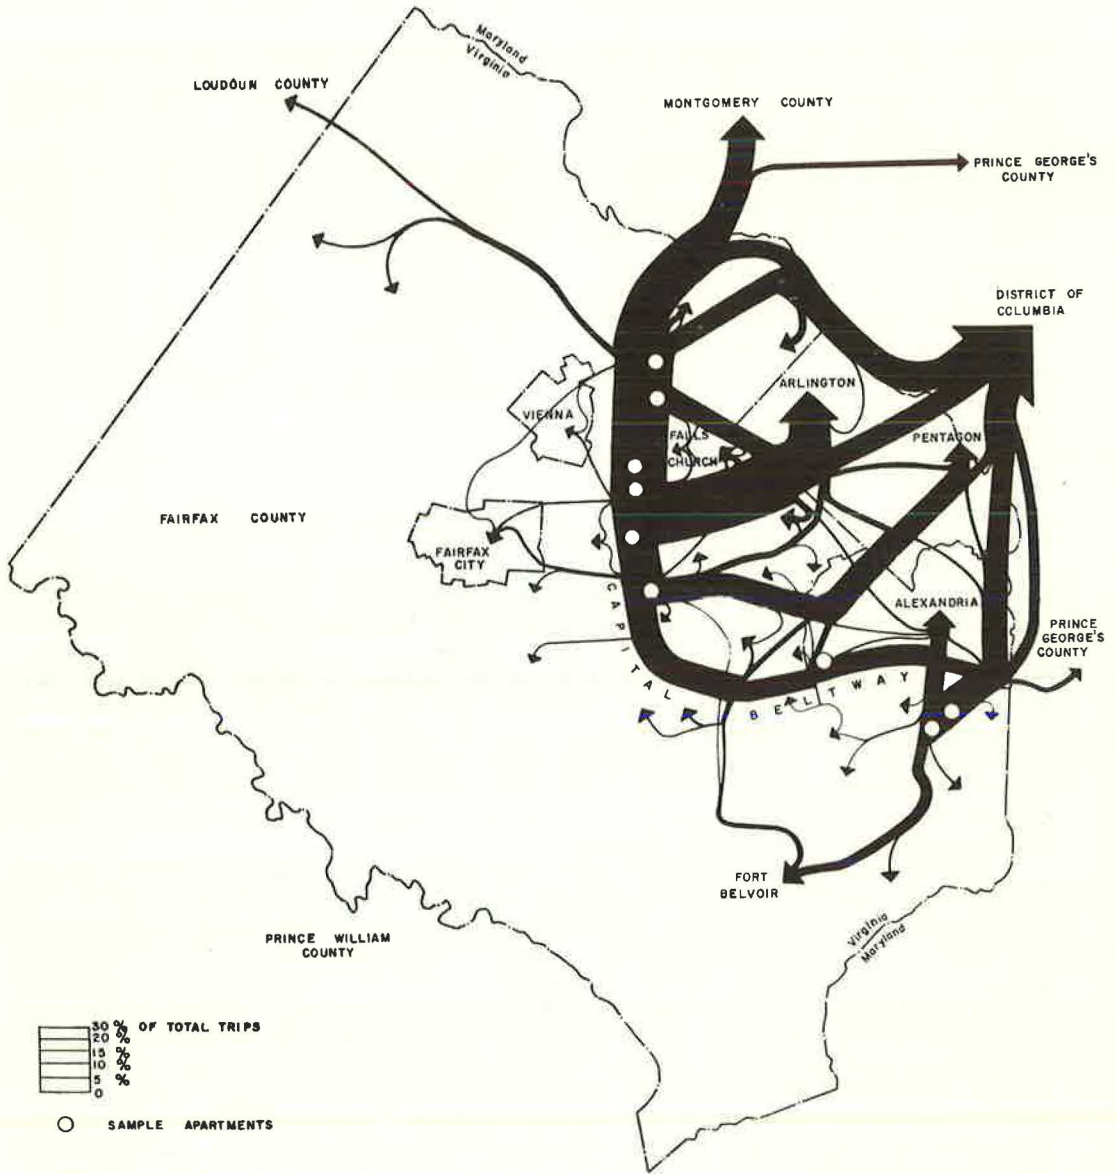 Maryland
Virginia
LOUDOUN COUNTY
MONTGOMERY COUNTY
PRINCE GEORGE'S
COUNTY
DISTRICT OF
COLUMBIA
ARLINGTON
VIENNA
FALLS
CHURCH
PENTAGON
FAIRFAX COUNTY
FAIRFAX
CITY
ALEXANDRIA
PRINCE
GEORGE'S
COUNTY
CAPITAL BELTWAY
FORT
BELVOIR
Virginia
Maryland
PRINCE WILLIAM
COUNTY
30 % OF TOTAL TRIPS
20 %
15 %
10 %
5 %
0
SAMPLE APARTMENTS